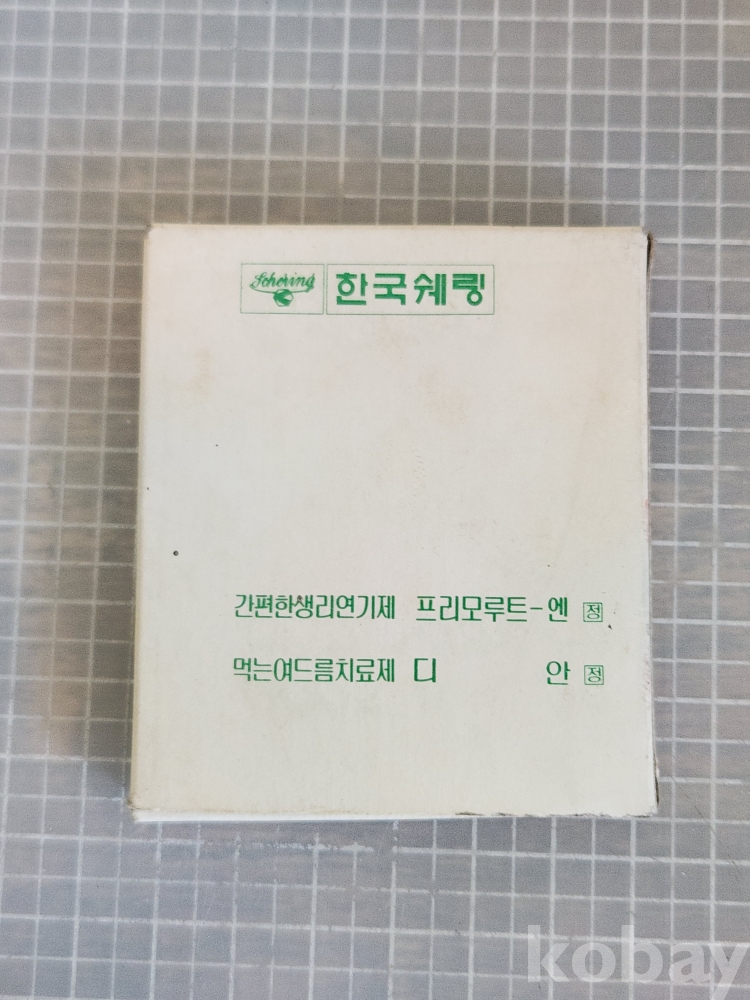 Schering 한국쉐링
간편한생리연기제 프리모루트-엔 정
먹는여드름치료제 디 안 정
kobay